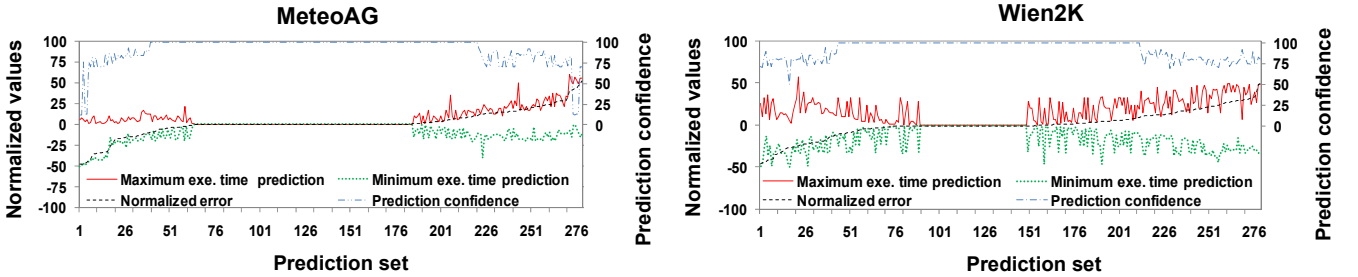 MeteoAG
Normalized values
100
75
50
25
0
-25
-50
-75
-100
100
75
50
25
0
Prediction confidence
Maximum exe. time prediction
Minimum exe. time prediction
Normalized error
Prediction confidence
1 26 51 76 101 126 151 176 201 226 251 276
Prediction set
Wien2K
Normalized values
100
50
0
-50
-100
100
75
50
25
0
Prediction confidence
Maximum exe. time prediction
Minimum exe. time prediction
Normalized error
Prediction confidence
1 26 51 76 101 126 151 176 201 226 251 276
Prediction set